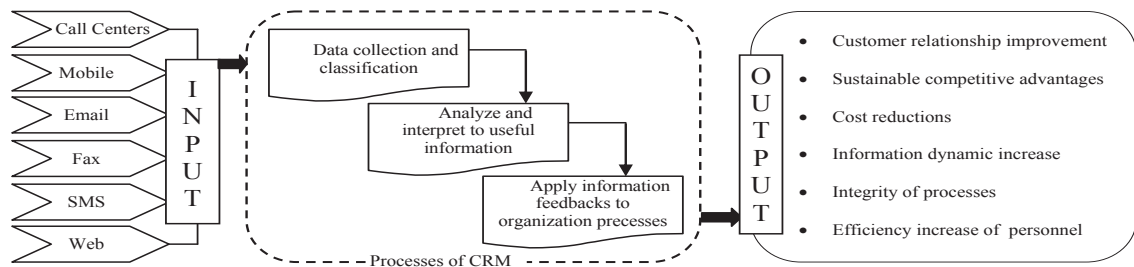 Call Centers
Mobile
Email
Fax
SMS
Web
INPUT
Data collection and
classification
Analyze and
interpret to useful
information
Apply information
feedbacks to
organization precesses
Processes of CRM
OUTPUT
• Customer relationship improvement
• Sustainable competitive advantages
• Cost reductions
• Information dynamic increase
• Integrity of processes
• Efficiency increase of personnel